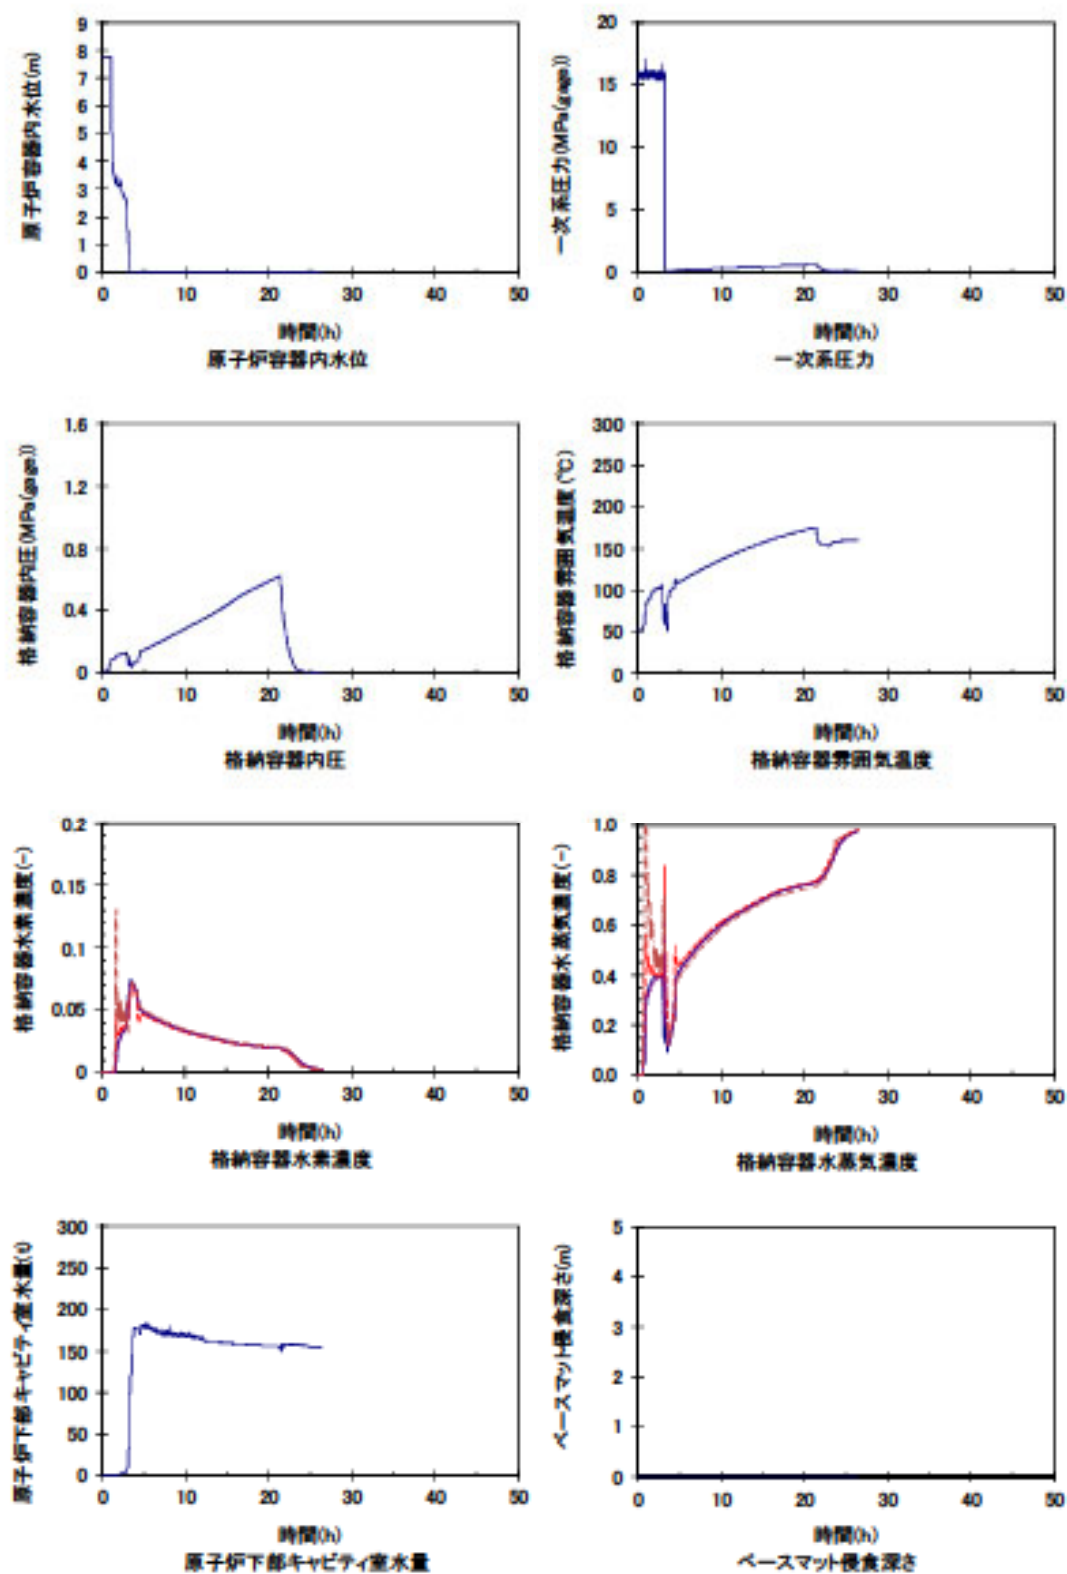 原子炉容器内水位(m)
9
8
7
6
5
4
3
2
1
0
0 10 20 30 40 50
時間(h)
原子炉容器内水位
一次系圧力(MPa(gage))
20
15
10
5
0
0 10 20 30 40 50
時間(h)
一次系圧力
格納容器内圧(MPa(gage))
1.6
1.2
0.8
0.4
0
0 10 20 30 40 50
時間(h)
格納容器内圧
格納容器雰囲気温度(℃)
300
250
200
150
100
50
0
0 10 20 30 40 50
時間(h)
格納容器雰囲気温度
格納容器水素濃度(-)
0.2
0.15
0.1
0.05
0
0 10 20 30 40 50
時間(h)
格納容器水素濃度
格納容器水蒸気濃度(-)
1.0
0.8
0.6
0.4
0.2
0.0
0 10 20 30 40 50
時間(h)
格納容器水蒸気濃度
原子炉下部キャビティ室水量(t)
300
250
200
150
100
50
0
0 10 20 30 40 50
時間(h)
原子炉下部キャビティ室水量
ベースマット侵食深さ(m)
5
4
3
2
1
0
0 10 20 30 40 50
時間(h)
ベースマット侵食深さ